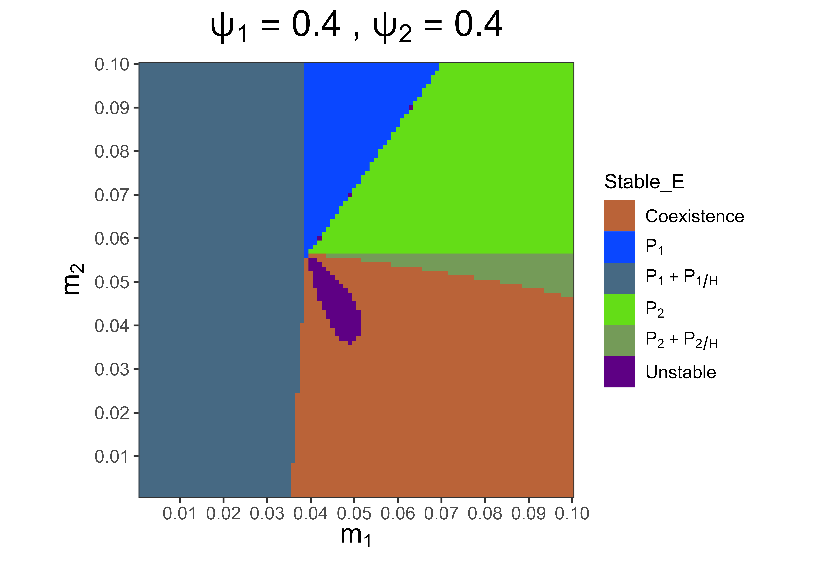 ψ₁ = 0.4 , ψ₂ = 0.4
0.10
0.09
0.08
0.07
0.06
0.05
0.04
0.03
0.02
0.01
m₂
0.01 0.02 0.03 0.04 0.05 0.06 0.07 0.08 0.09 0.10
m₁
Stable_E
Coexistence
P₁
P₁ + P₁/H
P₂
P₂ + P₂/H
Unstable